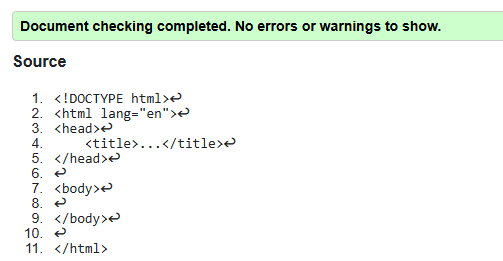 Document checking completed. No errors or warnings to show.
Source
1. <!DOCTYPE html>↩
2. <html lang="en">↩
3. <head>↩
4.     <title>...</title>↩
5. </head>↩
6. ↩
7. <body>↩
8. ↩
9. </body>↩
10. ↩
11. </html>